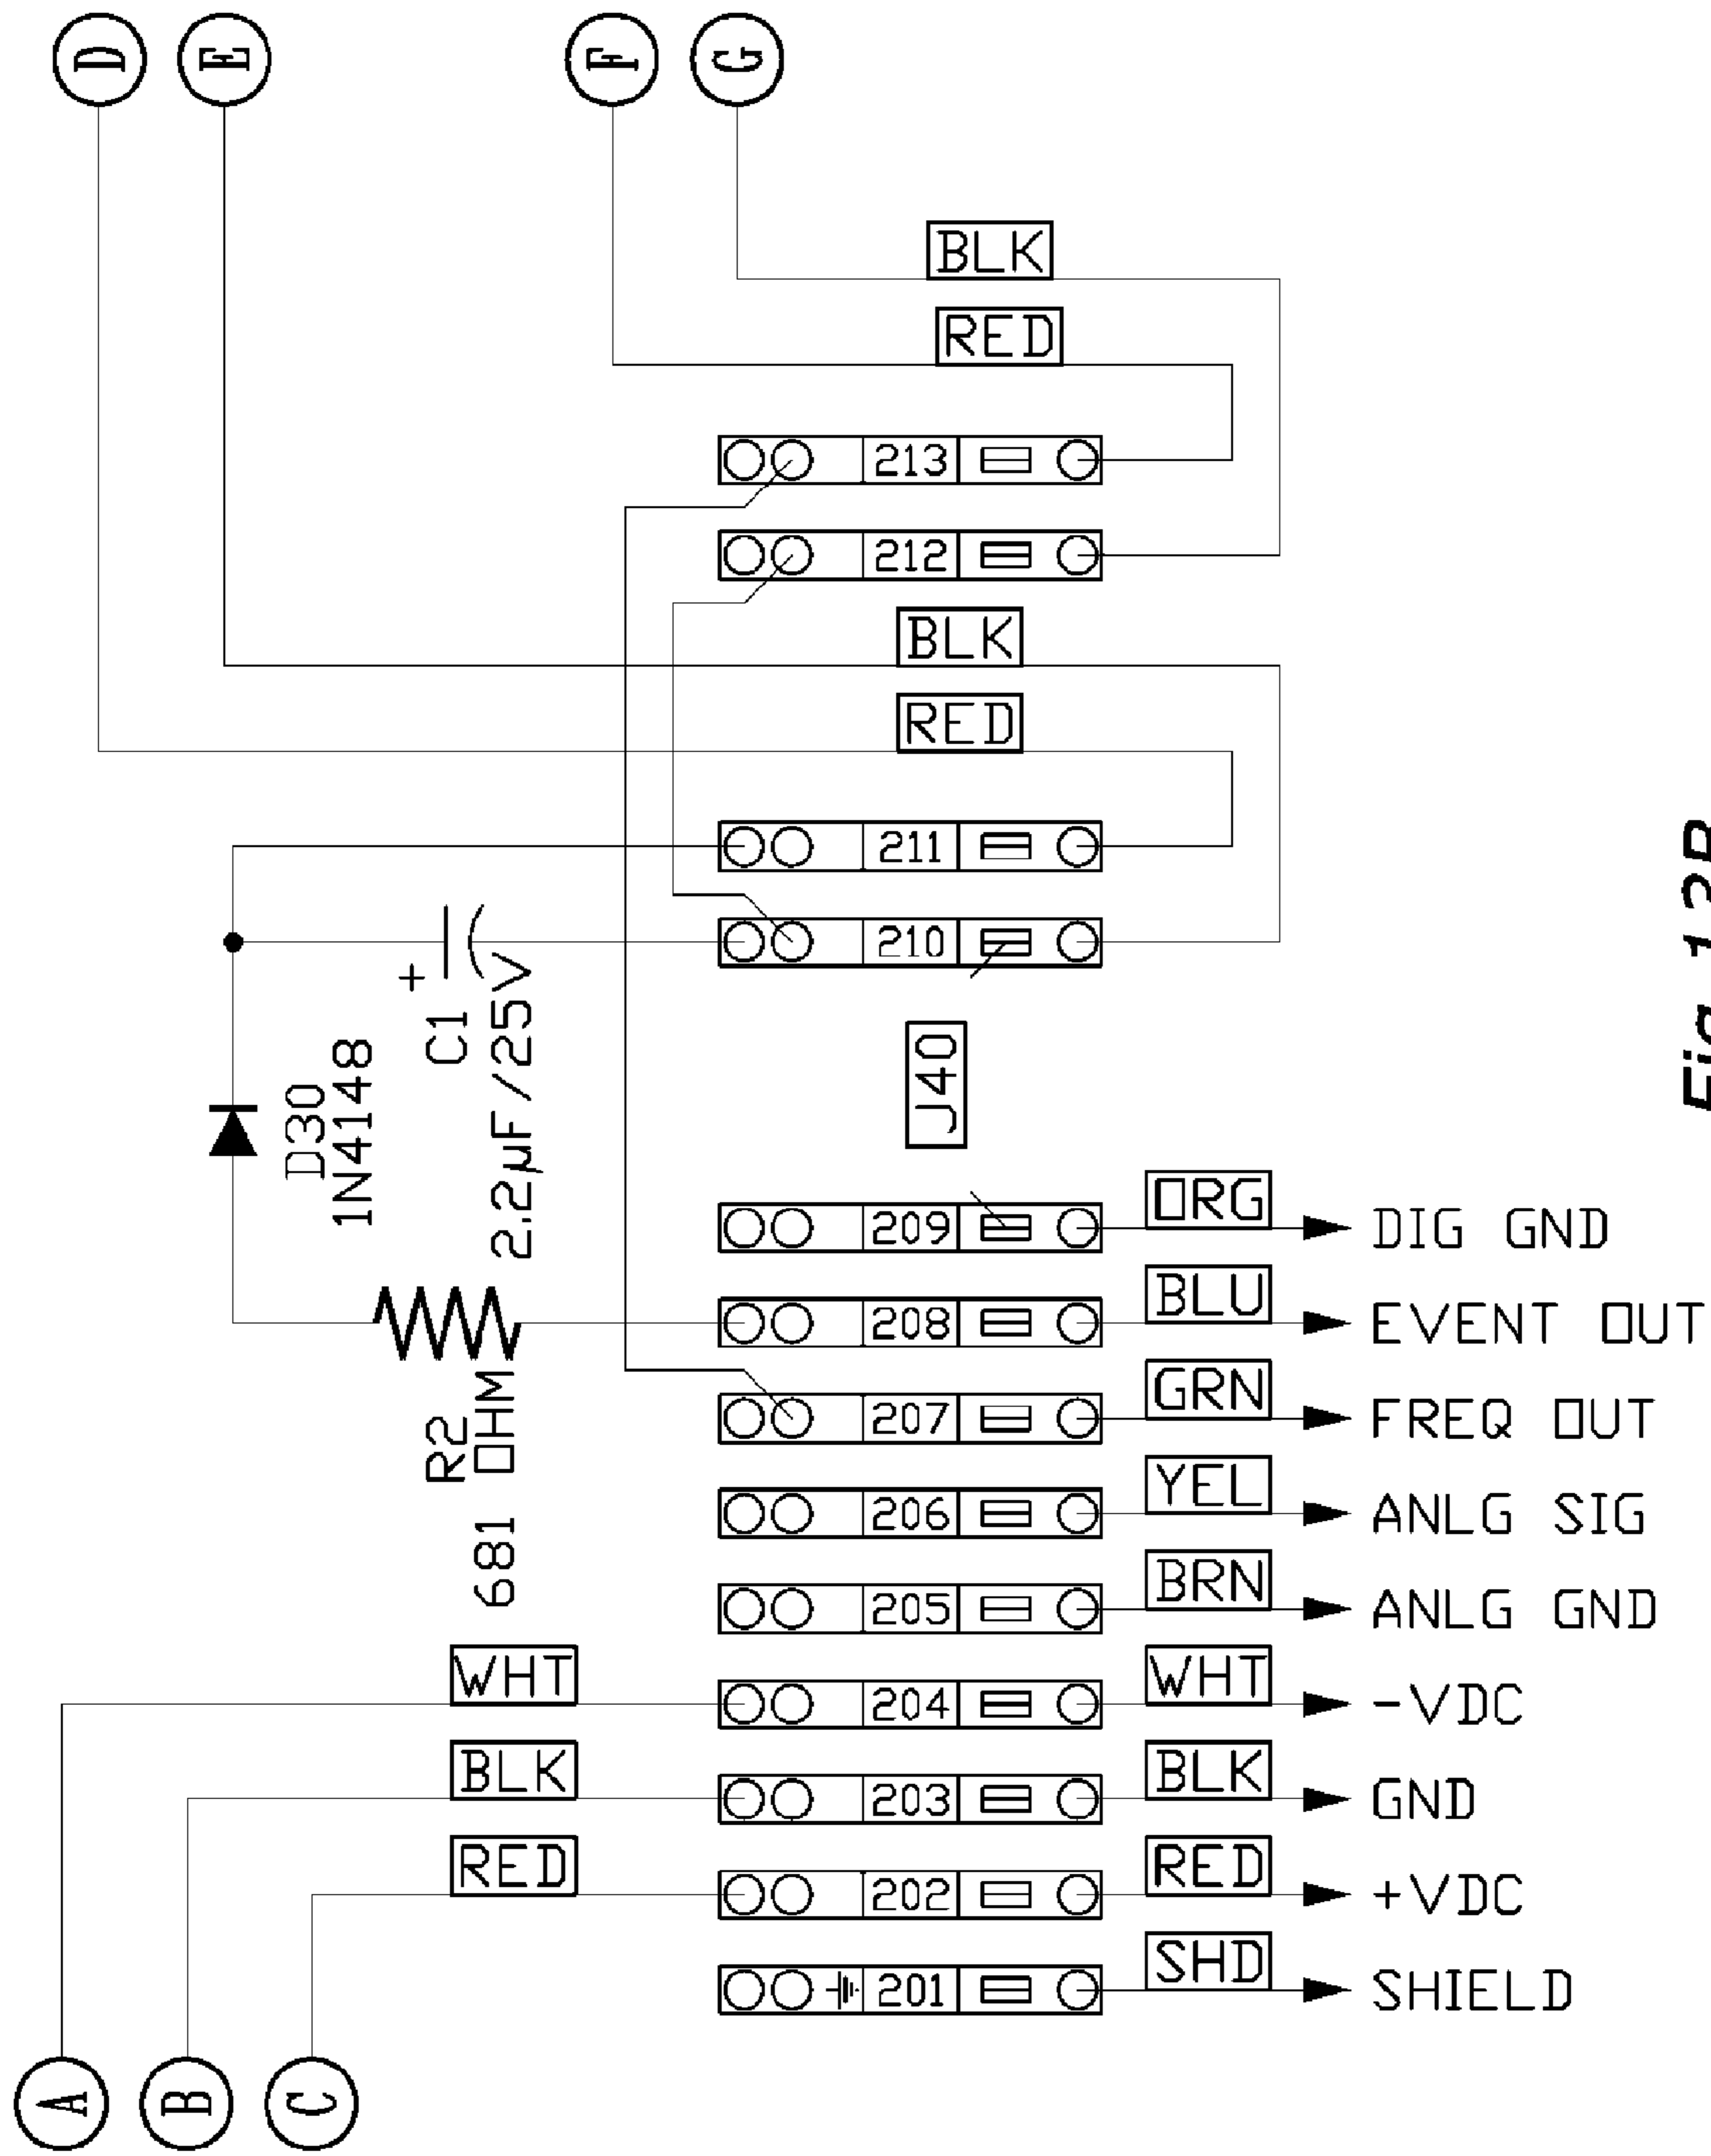 D
E
F
G
BLK
RED
213
212
BLK
RED
211
210
+
C1
2.2µF/25V
D30
1N4148
J40
209
ORG
DIG GND
208
BLU
EVENT OUT
R2
681 OHM
207
GRN
FREQ OUT
206
YEL
ANLG SIG
205
BRN
ANLG GND
WHT
204
WHT
-VDC
BLK
203
BLK
GND
RED
202
RED
+VDC
201
SHD
SHIELD
A
B
C
Fig. 13B